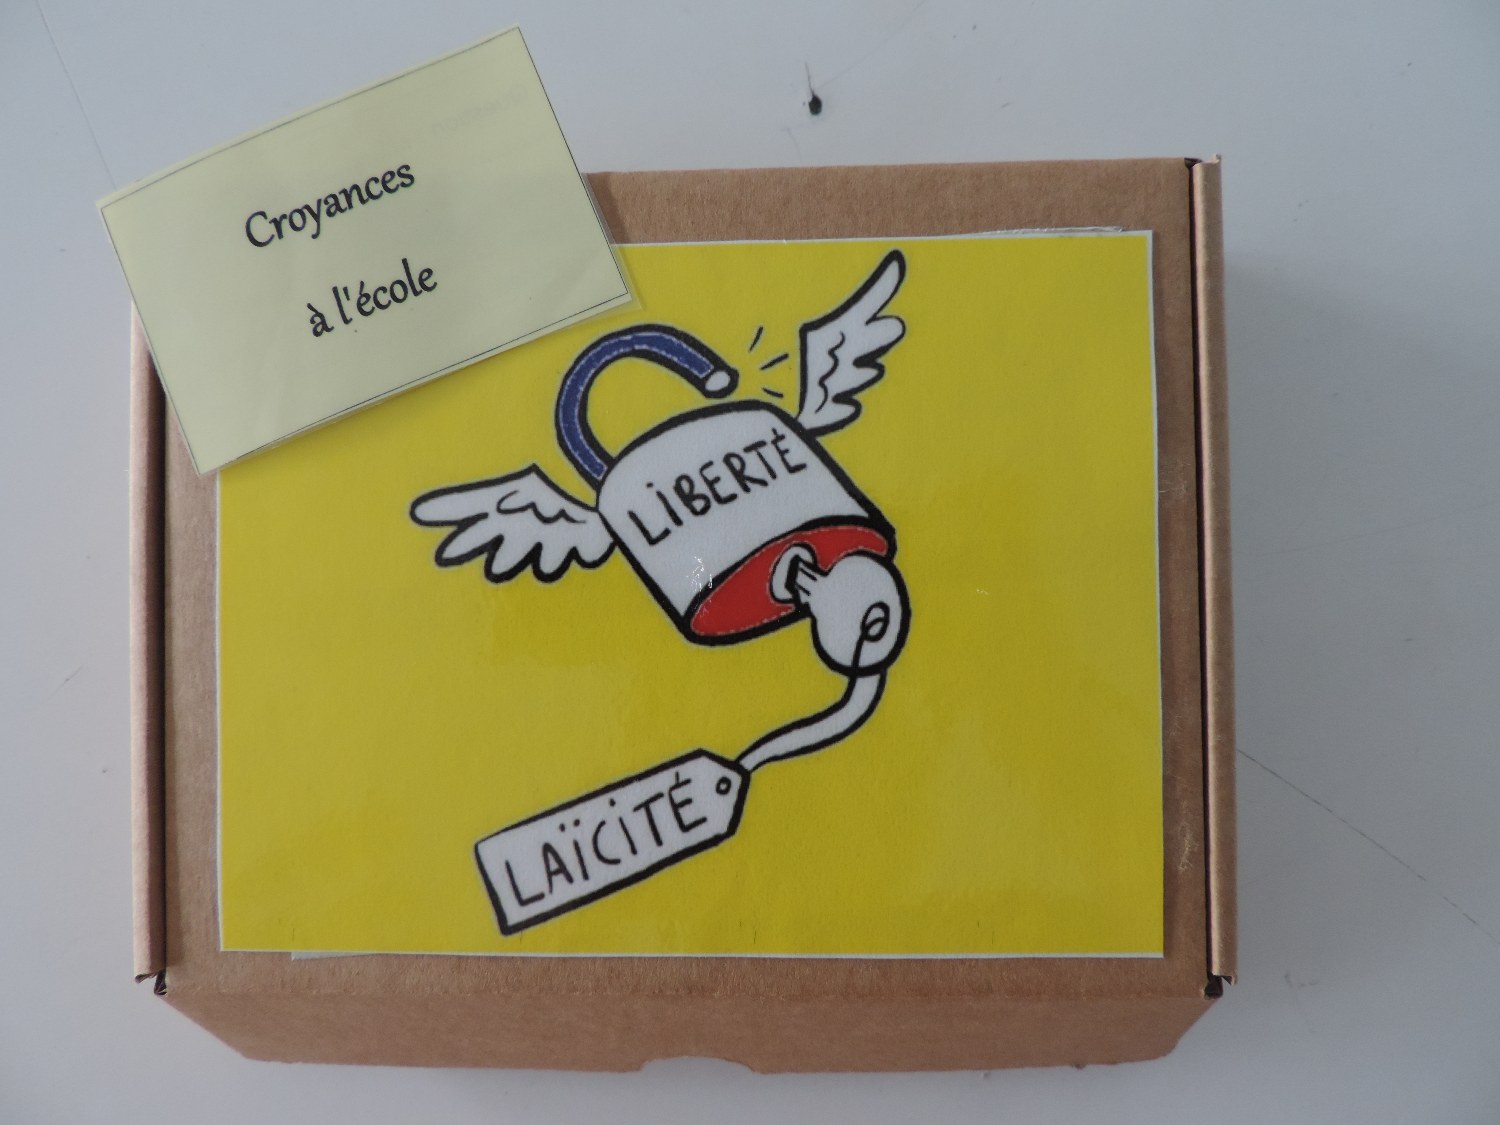 Croyances
à l'école
LIBERTÉ
LAÏCITÉ